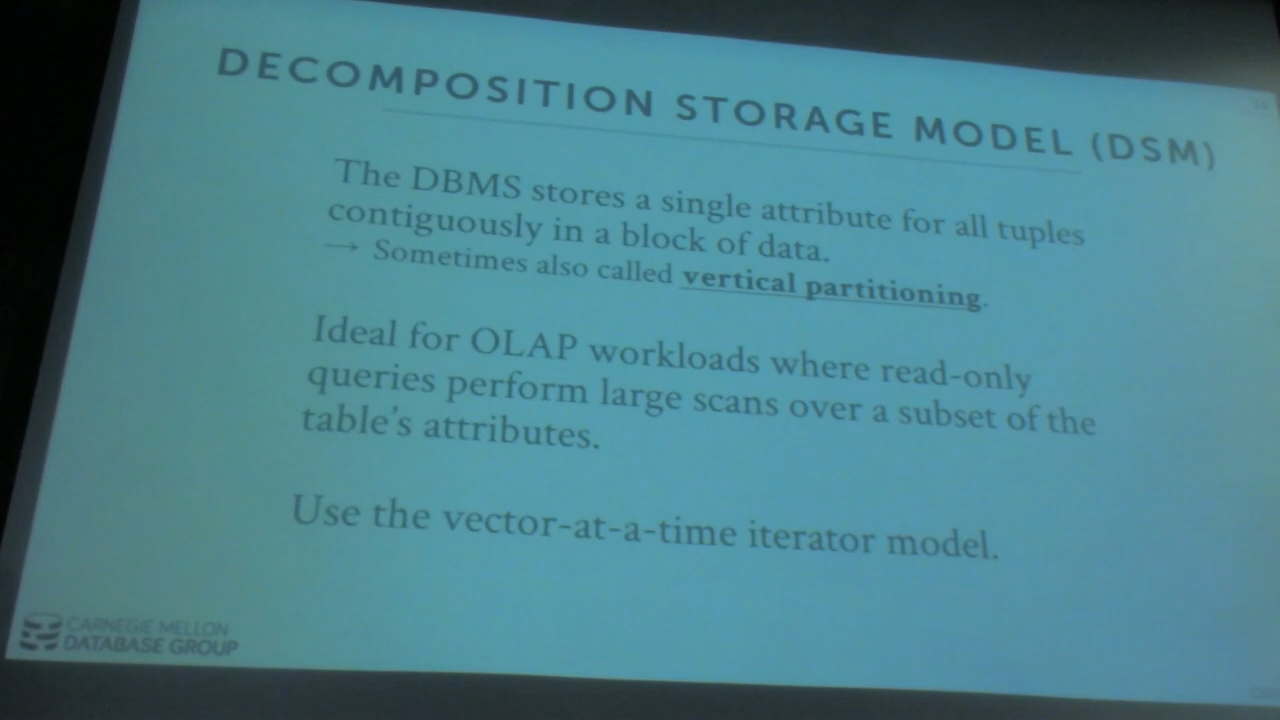 DECOMPOSITION STORAGE MODEL (DSM)
The DBMS stores a single attribute for all tuples
contiguously in a block of data.
→ Sometimes also called vertical partitioning.
Ideal for OLAP workloads where read-only
queries perform large scans over a subset of the
table's attributes.
Use the vector-at-a-time iterator model.
CARNEGIE MELLON
DATABASE GROUP